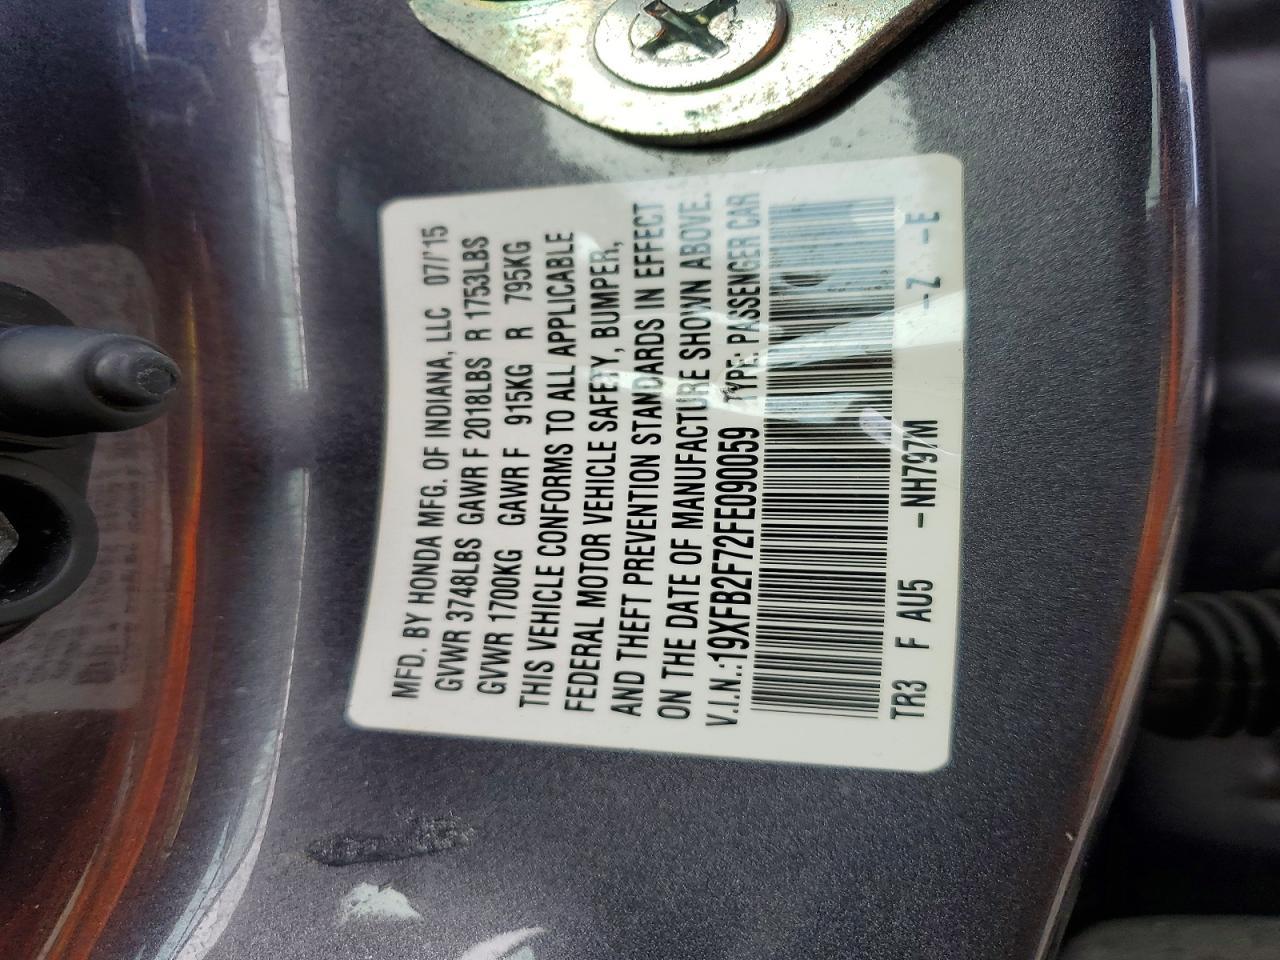 MFD. BY HONDA MFG. OF INDIANA, LLC 07/'15
GVWR 3748LBS GAWR F 2018LBS R 1753LBS
GVWR 1700KG GAWR F 915KG R 795KG
THIS VEHICLE CONFORMS TO ALL APPLICABLE
FEDERAL MOTOR VEHICLE SAFETY, BUMPER,
AND THEFT PREVENTION STANDARDS IN EFFECT
ON THE DATE OF MANUFACTURE SHOWN ABOVE.
V.I.N.:19XFB2F72FE090059 TYPE: PASSENGER CAR
TR3 F AU5 -NH797M -Z -E